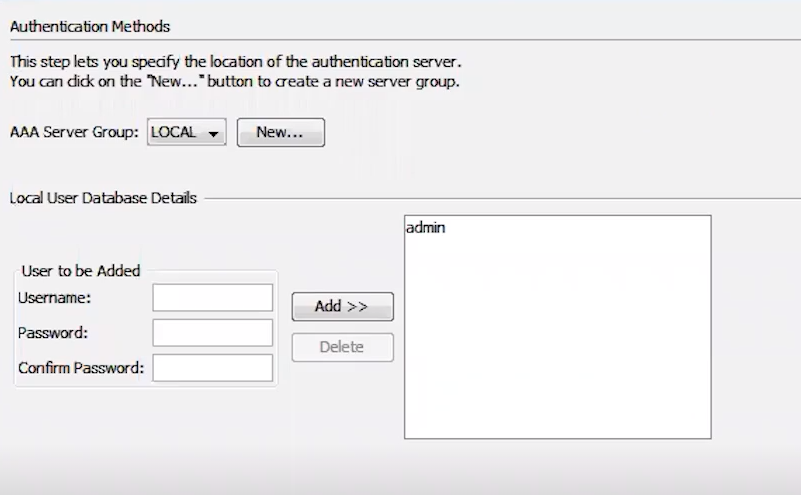 Authentication Methods
This step lets you specify the location of the authentication server.
You can click on the "New..." button to create a new server group.
AAA Server Group: LOCAL New...
Local User Database Details
admin
User to be Added
Username:
Add >>
Password:
Delete
Confirm Password: